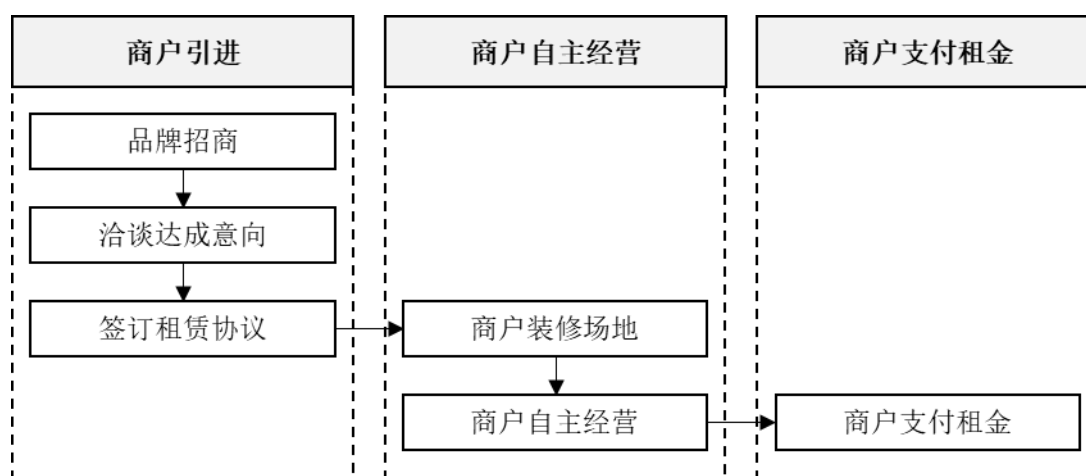 商户引进
商户自主经营
商户支付租金
品牌招商
洽谈达成意向
签订租赁协议
商户装修场地
商户自主经营
商户支付租金